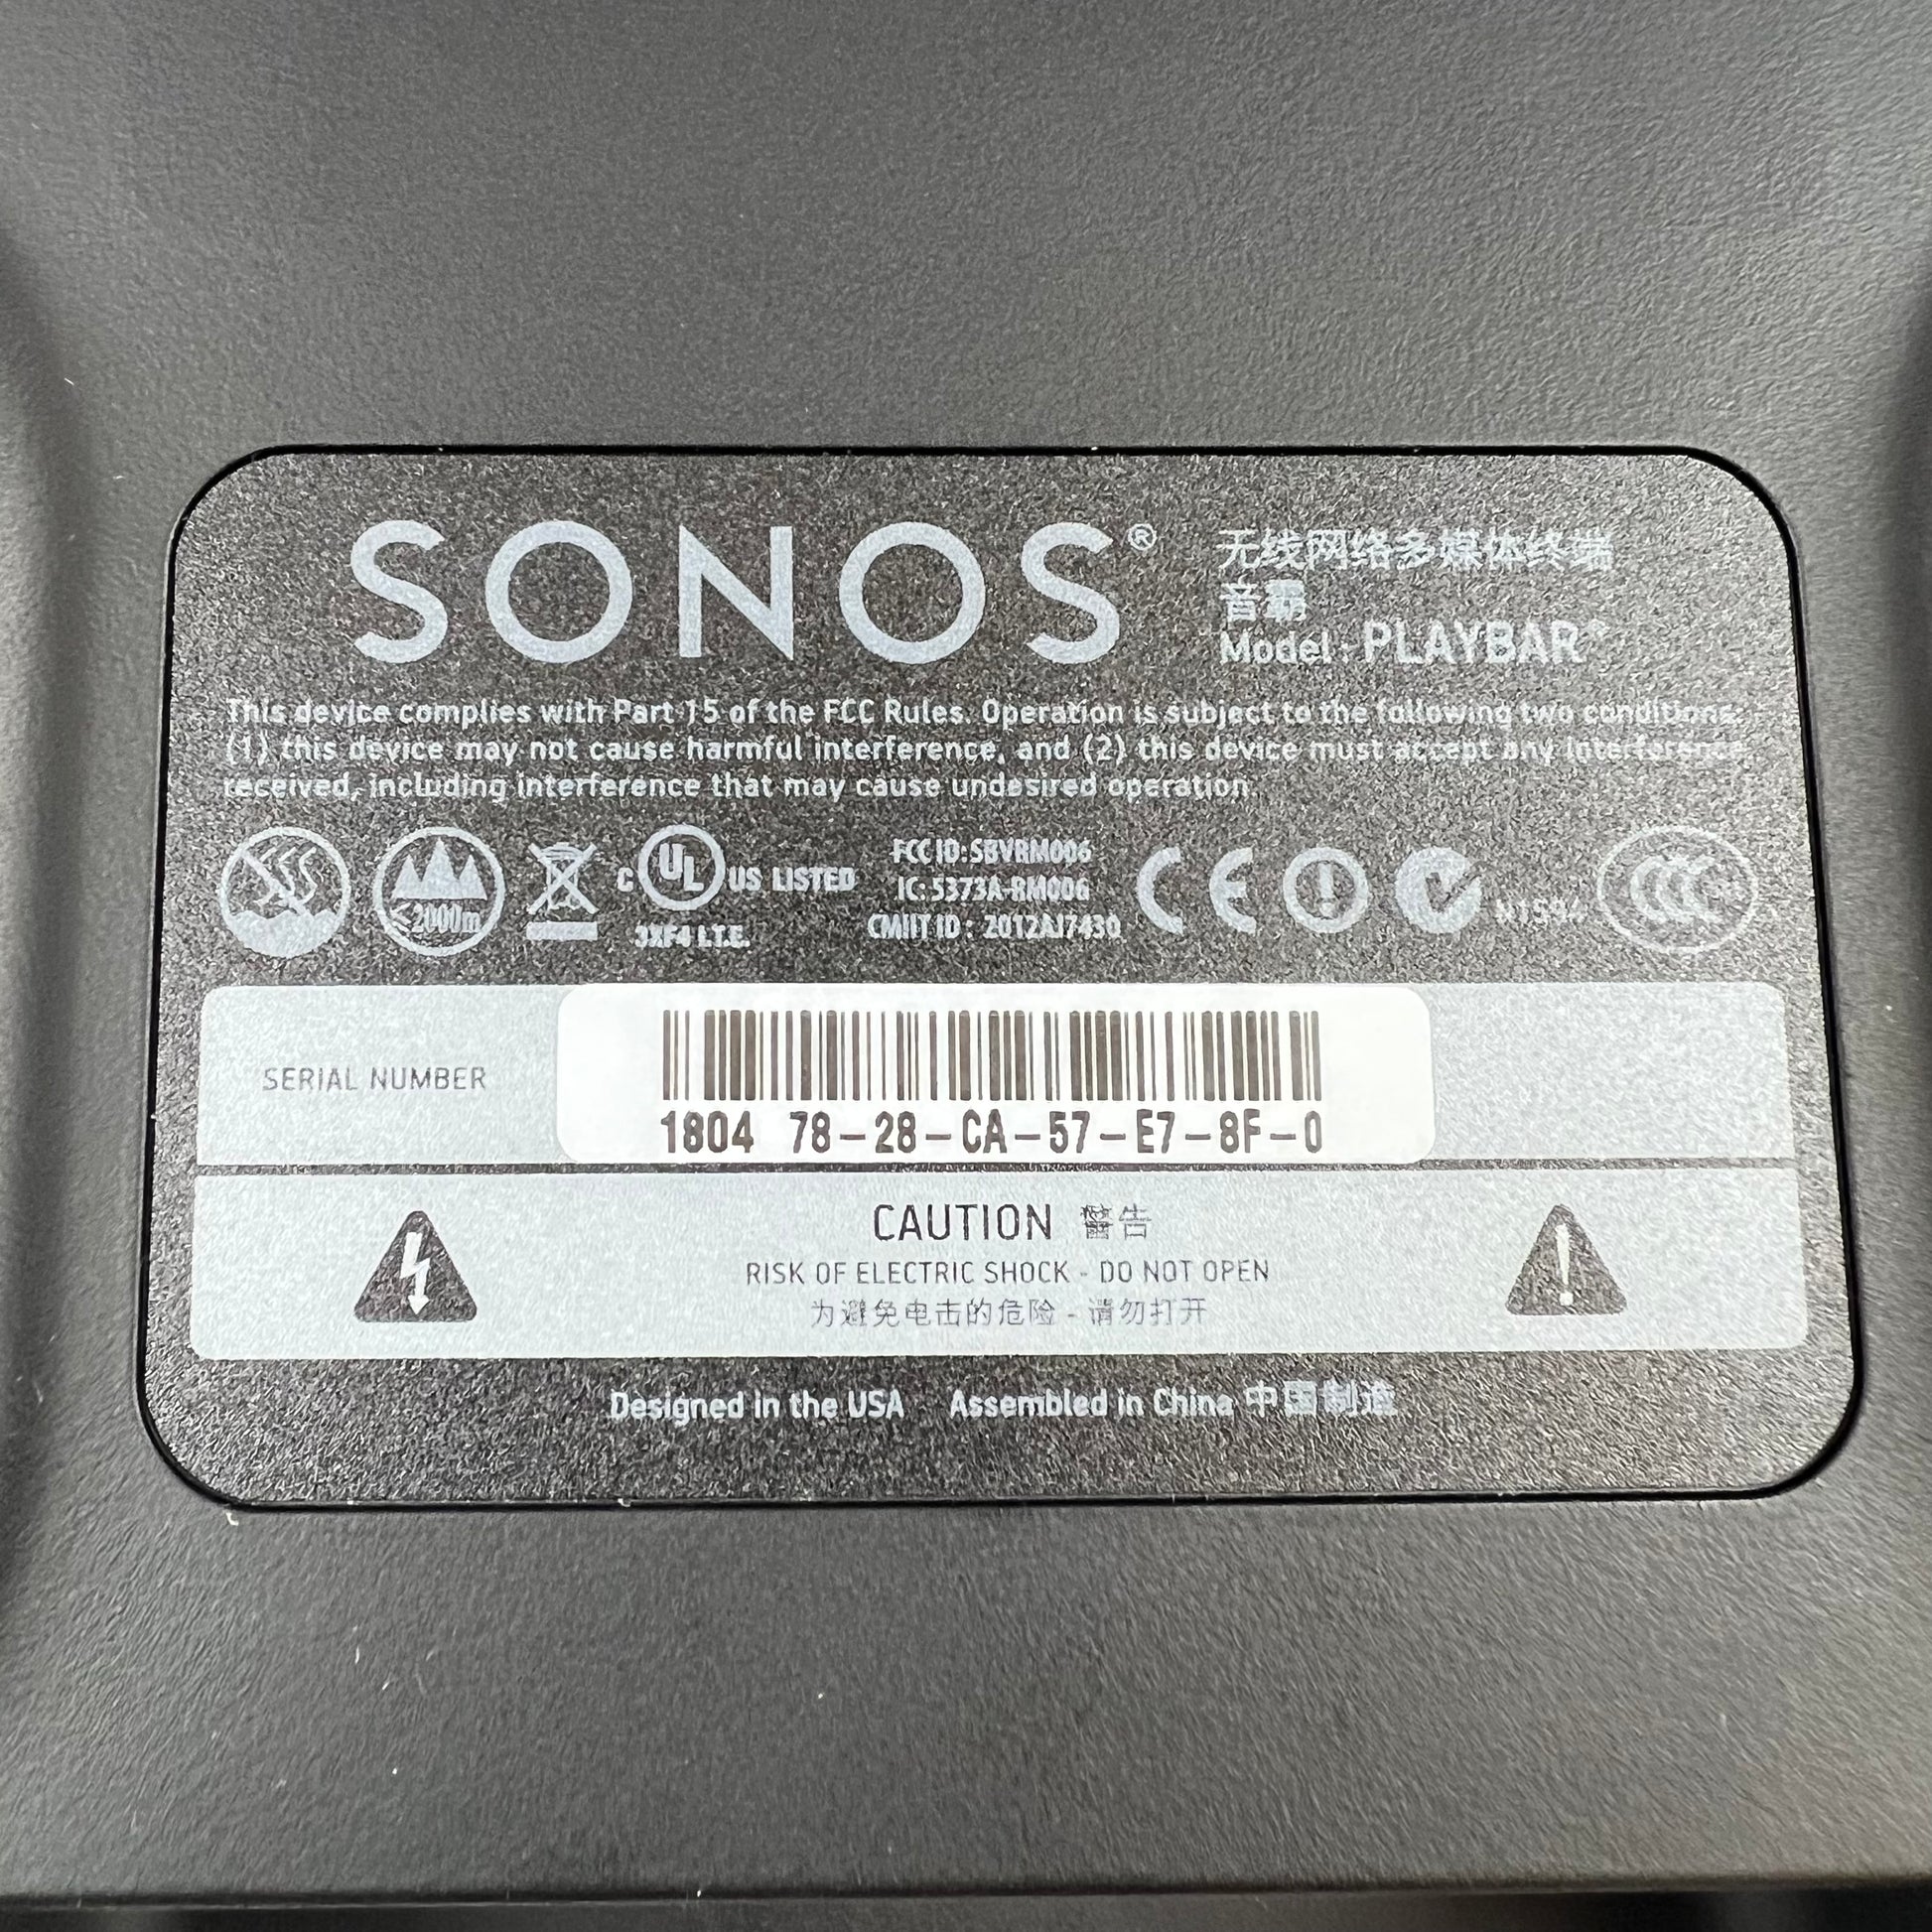 SONOS®
无线网络多媒体终端
音霸
Model: PLAYBAR
This device complies with Part 15 of the FCC Rules. Operation is subject to the following two conditions:
(1) this device may not cause harmful interference, and (2) this device must accept any interference
received, including interference that may cause undesired operation.
<2000m
C UL US LISTED
3XF4 I.T.E.
FCC ID: SBVRM006
IC: 5373A-RM006
CMIIT ID: 2012AJ7430
CE
N1594
CCC
SERIAL NUMBER
1804 78-28-CA-57-E7-8F-0
CAUTION 警告
RISK OF ELECTRIC SHOCK - DO NOT OPEN
为避免电击的危险 - 请勿打开
Designed in the USA Assembled in China 中国制造